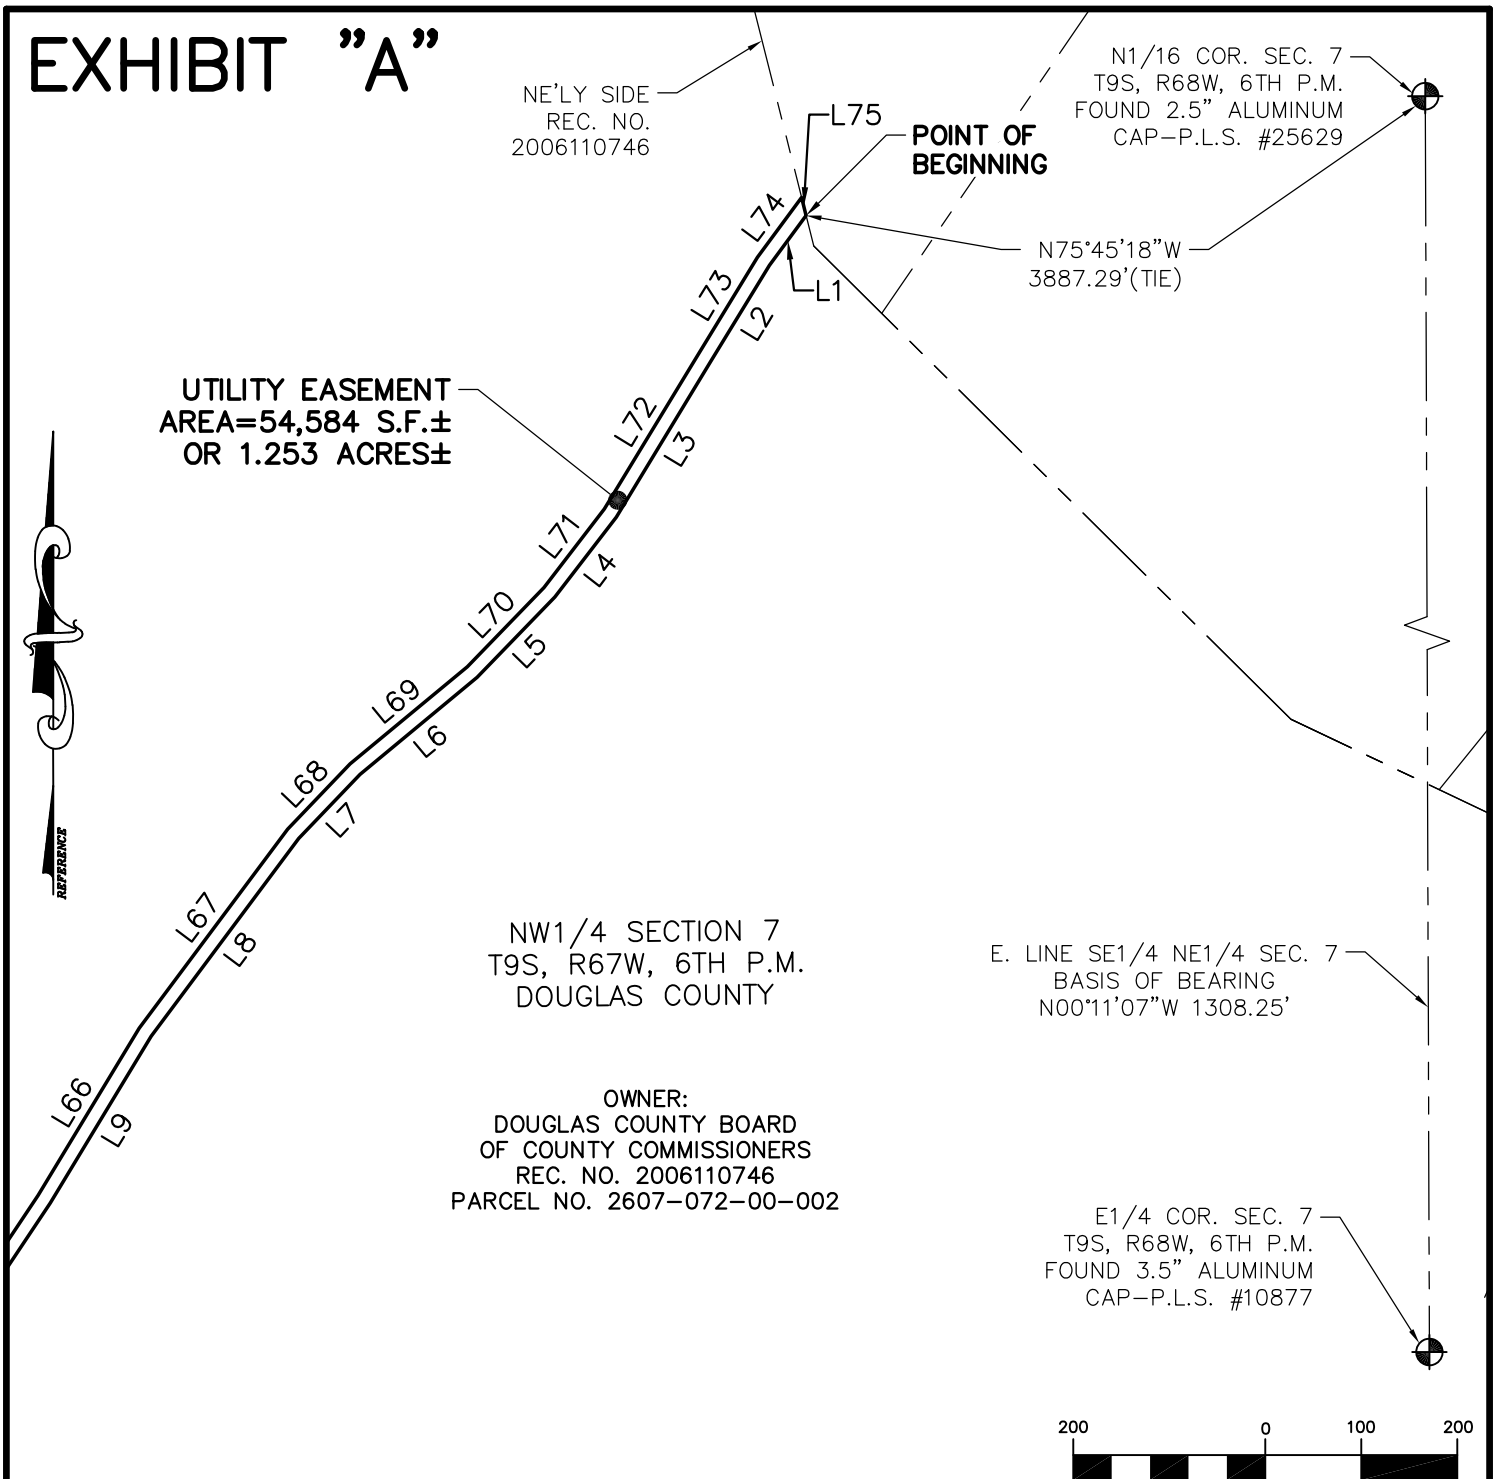 EXHIBIT ”A”
NE’LY SIDE
REC. NO.
2006110746
L75
POINT OF
BEGINNING
N1/16 COR. SEC. 7
T9S, R68W, 6TH P.M.
FOUND 2.5” ALUMINUM
CAP–P.L.S. #25629
N75°45’18”W
3887.29’(TIE)
L74
L1
L73
L2
UTILITY EASEMENT
AREA=54,584 S.F.±
OR 1.253 ACRES±
L72
L3
L71
L4
L70
L5
L69
L6
L68
L7
REFERENCE
L67
L8
NW1/4 SECTION 7
T9S, R67W, 6TH P.M.
DOUGLAS COUNTY
E. LINE SE1/4 NE1/4 SEC. 7
BASIS OF BEARING
N00°11’07”W 1308.25’
L66
L9
OWNER:
DOUGLAS COUNTY BOARD
OF COUNTY COMMISSIONERS
REC. NO. 2006110746
PARCEL NO. 2607–072–00–002
E1/4 COR. SEC. 7
T9S, R68W, 6TH P.M.
FOUND 3.5” ALUMINUM
CAP–P.L.S. #10877
200 0 100 200